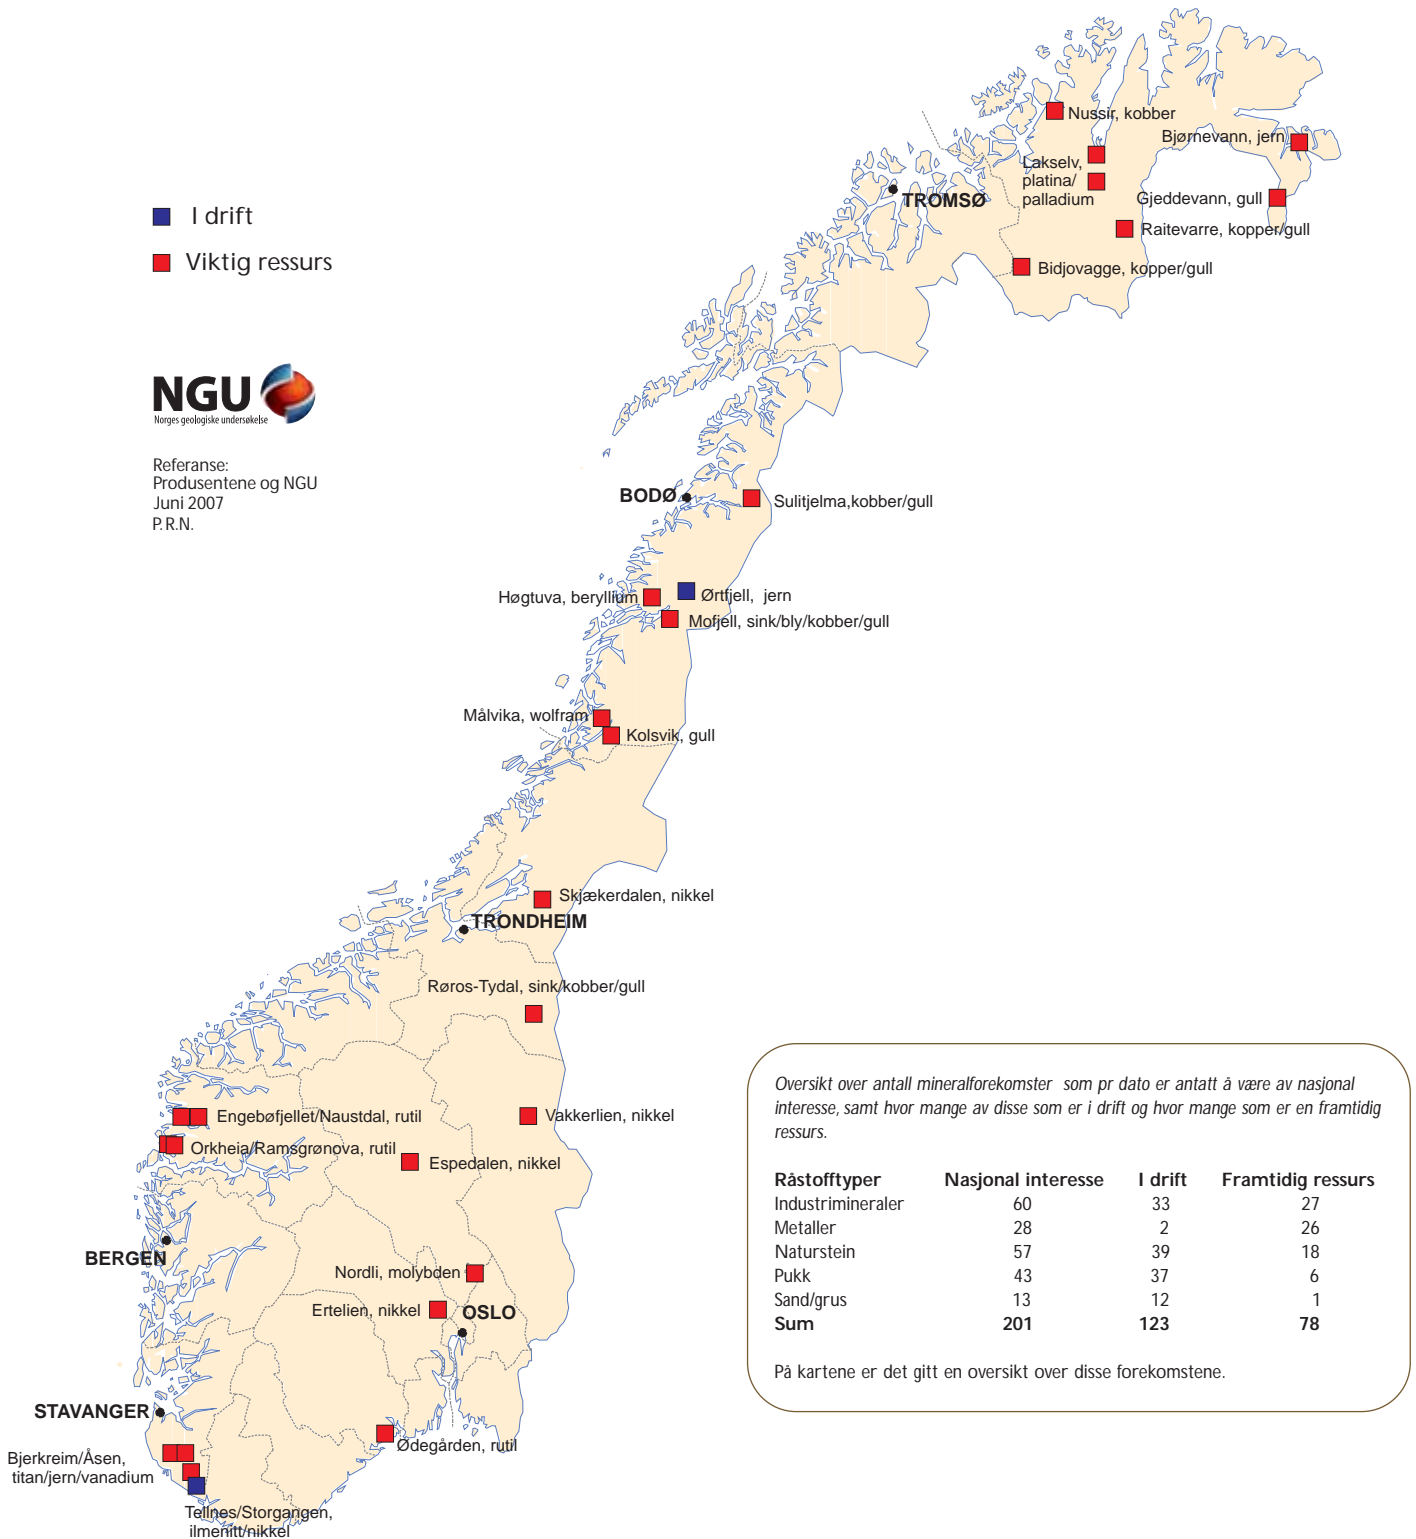 Nussir, kobber
Bjørnevann, jern
Lakselv,
platina/
palladium
TROMSØ
Gjeddevann, gull
I drift
Raitevarre, kopper/gull
Viktig ressurs
Bidjovagge, kopper/gull
NGU
Norges geologiske undersøkelse
Referanse:
Produsentene og NGU
Juni 2007
P.R.N.
BODØ
Sulitjelma,kobber/gull
Høgtuva, beryllium
Ørtfjell, jern
Mofjell, sink/bly/kobber/gull
Målvika, wolfram
Kolsvik, gull
Skjækerdalen, nikkel
TRONDHEIM
Røros-Tydal, sink/kobber/gull
Engebøfjellet/Naustdal, rutil
Vakkerlien, nikkel
Orkheia/Ramsgrønova, rutil
Espedalen, nikkel
BERGEN
Nordli, molybden
Ertelien, nikkel
OSLO
STAVANGER
Ødegården, rutil
Bjerkreim/Åsen,
titan/jern/vanadium
Tellnes/Storgangen,
ilmenitt/nikkel
Oversikt over antall mineralforekomster som pr dato er antatt å være av nasjonal
interesse, samt hvor mange av disse som er i drift og hvor mange som er en framtidig
ressurs.
Råstofftyper Nasjonal interesse I drift Framtidig ressurs
Industrimineraler 60 33 27
Metaller 28 2 26
Naturstein 57 39 18
Pukk 43 37 6
Sand/grus 13 12 1
Sum 201 123 78
På kartene er det gitt en oversikt over disse forekomstene.